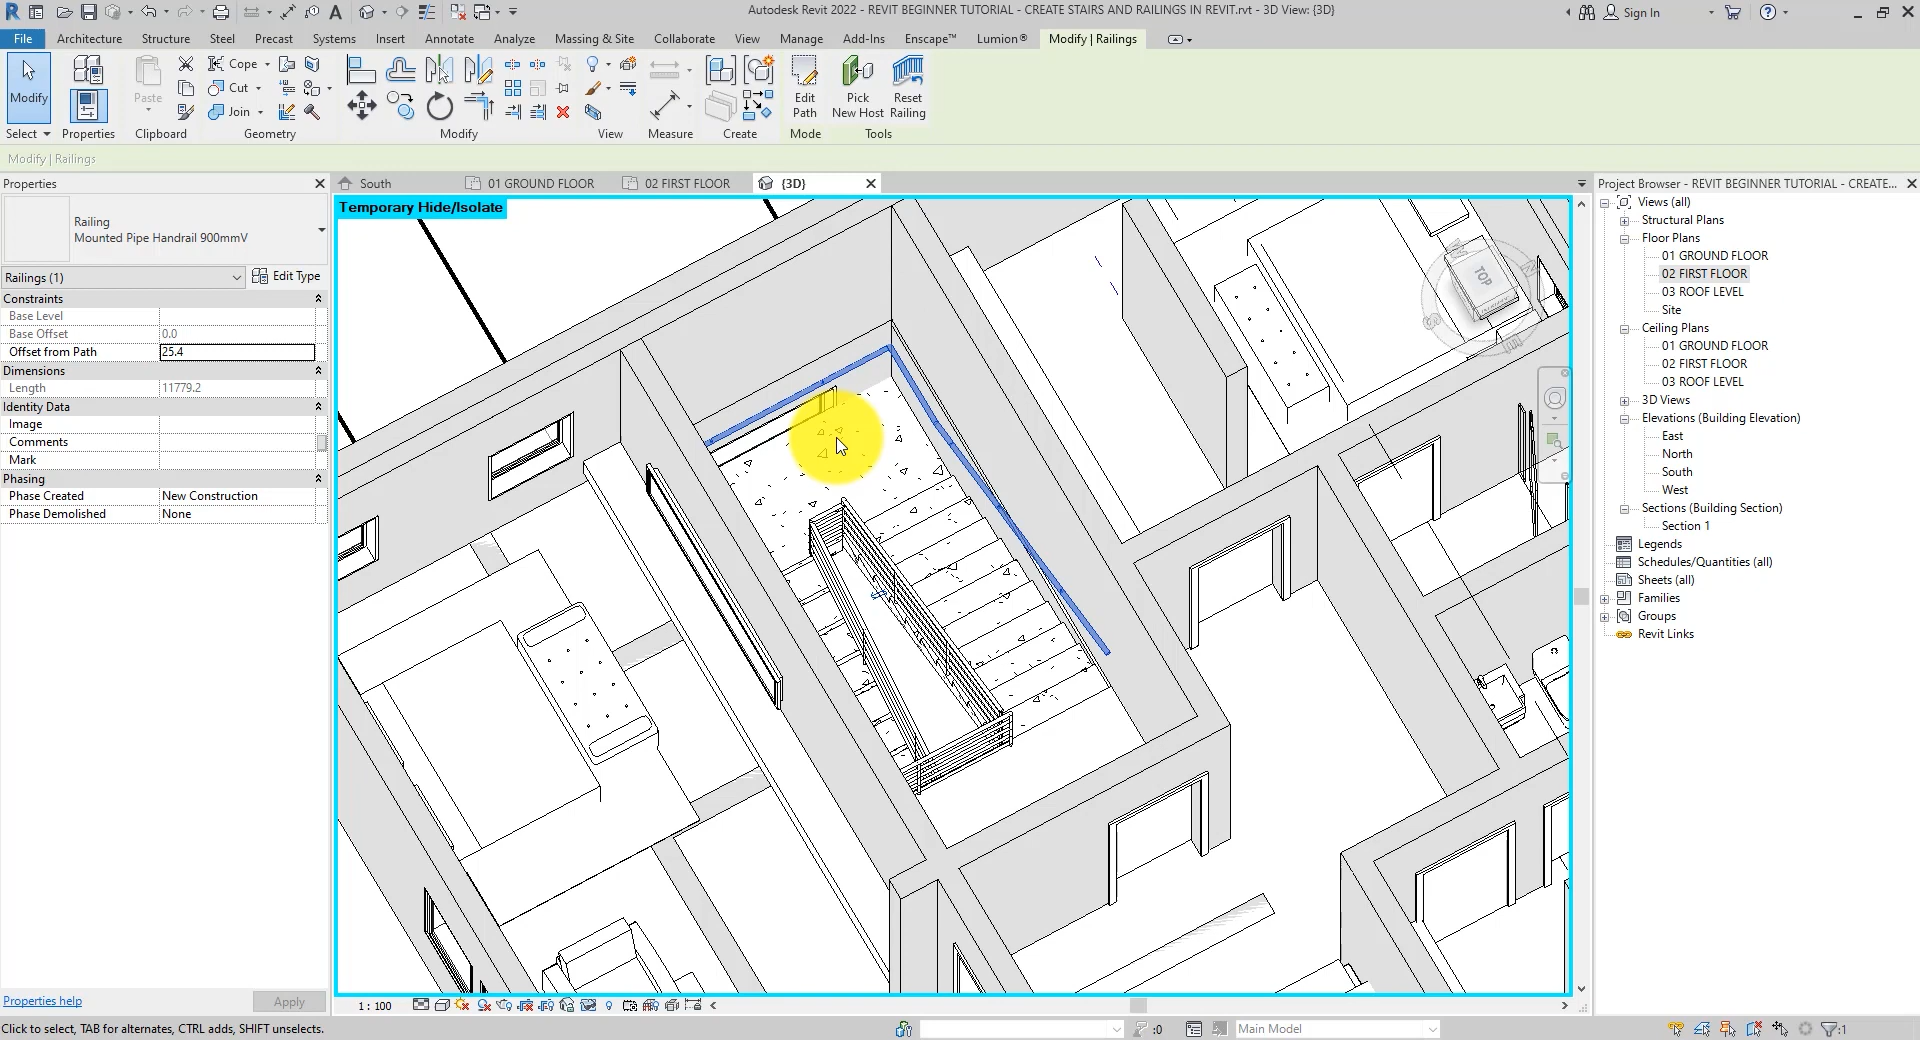 Autodesk Revit 2022 - REVIT BEGINNER TUTORIAL - CREATE STAIRS AND RAILINGS IN REVIT.rvt - 3D View: {3D}
Sign In
File Architecture Structure Steel Precast Systems Insert Annotate Analyze Massing & Site Collaborate View Manage Add-Ins Enscape™ Lumion® Modify | Railings
Modify
Paste
Cope
Cut
Join
Edit Path
Pick New Host
Reset Railing
Select Properties Clipboard Geometry Modify View Measure Create Mode Tools
Modify | Railings
Properties
Railing
Mounted Pipe Handrail 900mmV
Railings (1) Edit Type
Constraints
Base Level
Base Offset 0.0
Offset from Path 25.4
Dimensions
Length 11779.2
Identity Data
Image
Comments
Mark
Phasing
Phase Created New Construction
Phase Demolished None
Properties help Apply
South 01 GROUND FLOOR 02 FIRST FLOOR {3D}
Temporary Hide/Isolate
TOP
Project Browser - REVIT BEGINNER TUTORIAL - CREATE...
Views (all)
Structural Plans
Floor Plans
01 GROUND FLOOR
02 FIRST FLOOR
03 ROOF LEVEL
Site
Ceiling Plans
01 GROUND FLOOR
02 FIRST FLOOR
03 ROOF LEVEL
3D Views
Elevations (Building Elevation)
East
North
South
West
Sections (Building Section)
Section 1
Legends
Schedules/Quantities (all)
Sheets (all)
Families
Groups
Revit Links
1 : 100
Click to select, TAB for alternates, CTRL adds, SHIFT unselects.
:0
Main Model
:1